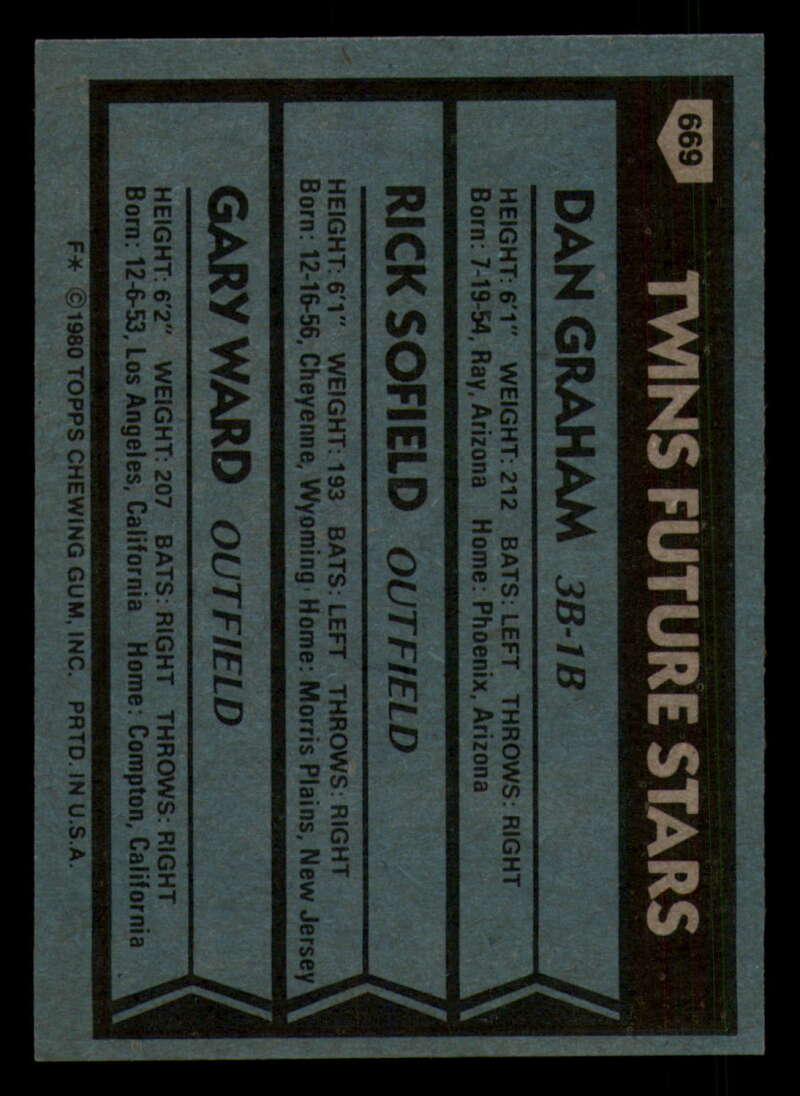 669
TWINS FUTURE STARS
DAN GRAHAM 3B-1B
HEIGHT: 6'1" WEIGHT: 212 BATS: LEFT THROWS: RIGHT
Born: 7-19-54, Ray, Arizona Home: Phoenix, Arizona
RICK SOFIELD OUTFIELD
HEIGHT: 6'1" WEIGHT: 193 BATS: LEFT THROWS: RIGHT
Born: 12-16-56, Cheyenne, Wyoming Home: Morris Plains, New Jersey
GARY WARD OUTFIELD
HEIGHT: 6'2" WEIGHT: 207 BATS: RIGHT THROWS: RIGHT
Born: 12-6-53, Los Angeles, California Home: Compton, California
F* ©1980 TOPPS CHEWING GUM, INC. PRTD. IN U.S.A.